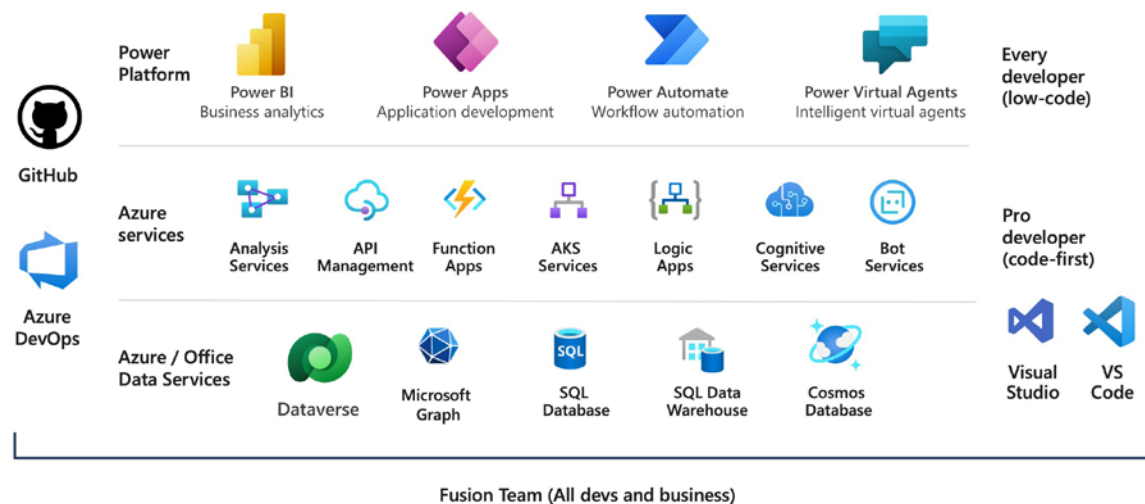 Power
Platform
Power BI
Business analytics
Power Apps
Application development
Power Automate
Workflow automation
Power Virtual Agents
Intelligent virtual agents
Every
developer
(low-code)
GitHub
Azure
services
Analysis
Services
API
Management
Function
Apps
AKS
Services
Logic
Apps
Cognitive
Services
Bot
Services
Pro
developer
(code-first)
Azure
DevOps
Azure / Office
Data Services
Dataverse
Microsoft
Graph
SQL
SQL
Database
SQL Data
Warehouse
Cosmos
Database
Visual
Studio
VS
Code
Fusion Team (All devs and business)